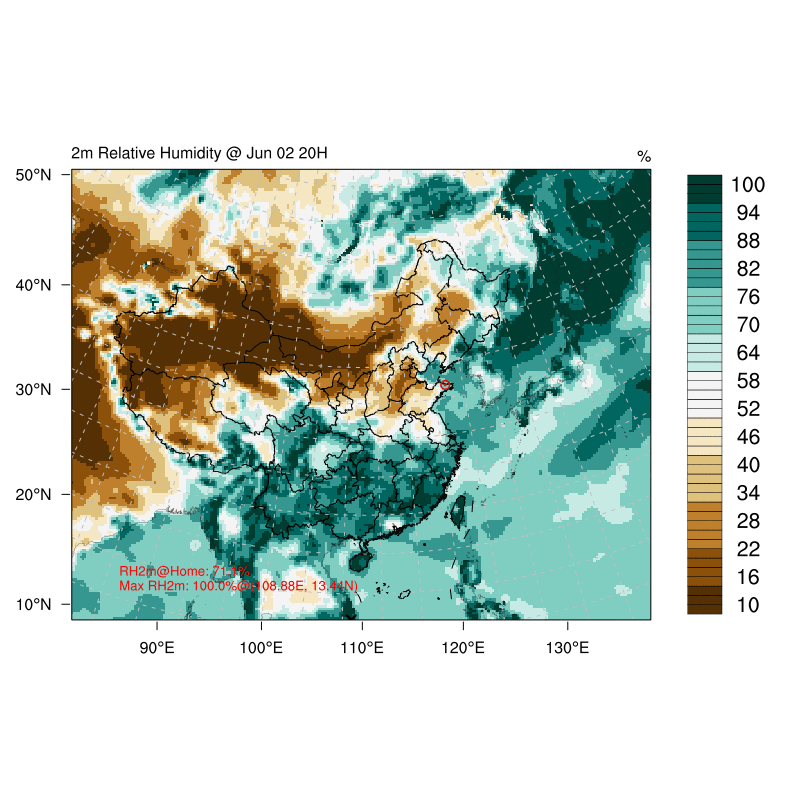 2m Relative Humidity @ Jun 02 20H
%
50°N
40°N
30°N
20°N
10°N
90°E
100°E
110°E
120°E
130°E
100
94
88
82
76
70
64
58
52
46
40
34
28
22
16
10
RH2m@Home: 71.1%
Max RH2m: 100.0%@(108.88E, 13.44N)